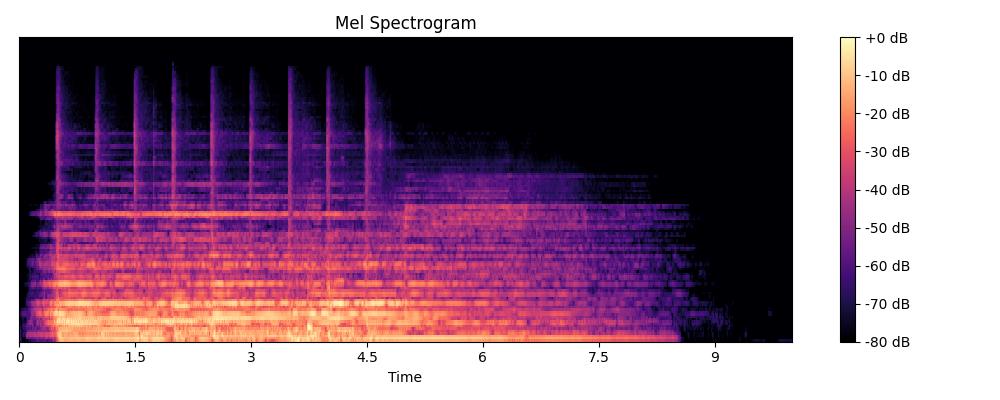 Mel Spectrogram
+0 dB
-10 dB
-20 dB
-30 dB
-40 dB
-50 dB
-60 dB
-70 dB
-80 dB
0 1.5 3 4.5 6 7.5 9
Time